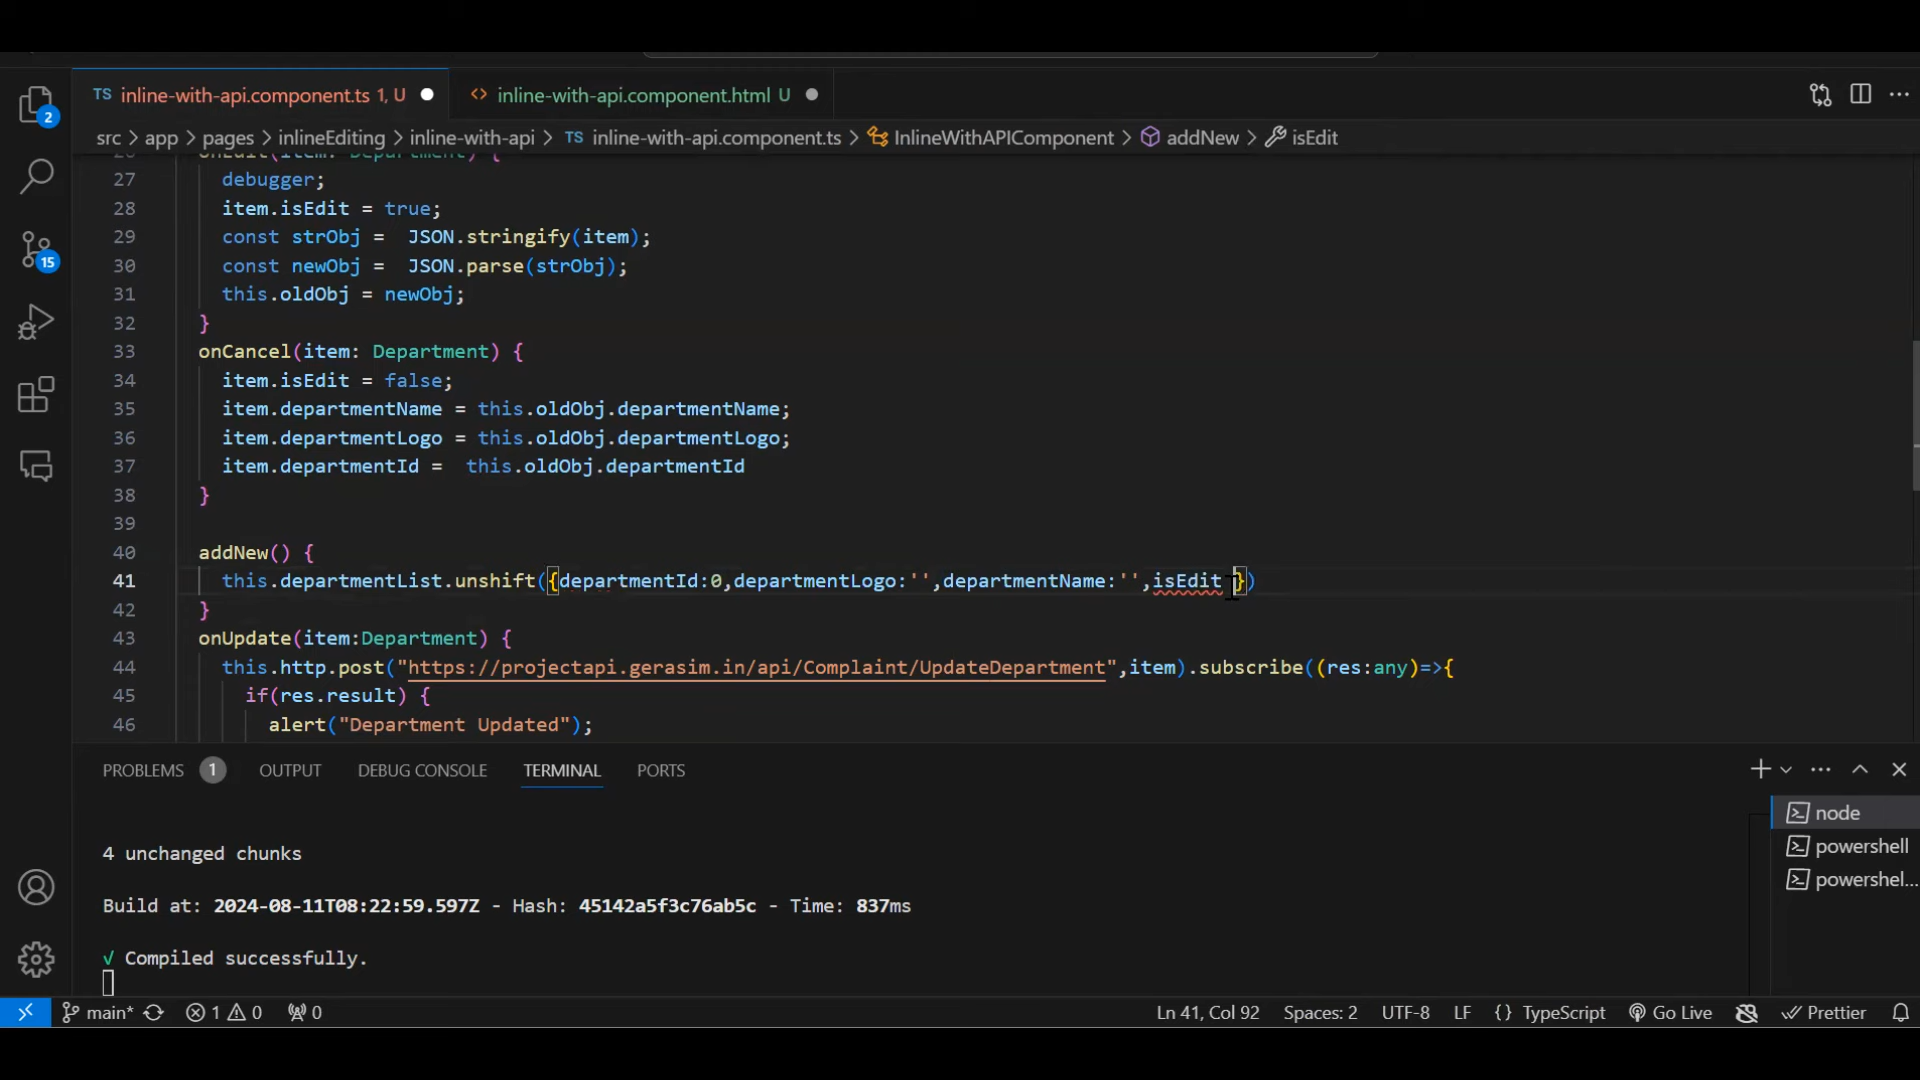 TS inline-with-api.component.ts 1, U
<> inline-with-api.component.html U
src > app > pages > inlineEditing > inline-with-api > TS inline-with-api.component.ts > InlineWithAPIComponent > addNew > isEdit
26 onEdit(item: Department) {
27 debugger;
28 item.isEdit = true;
29 const strObj = JSON.stringify(item);
30 const newObj = JSON.parse(strObj);
31 this.oldObj = newObj;
32 }
33 onCancel(item: Department) {
34 item.isEdit = false;
35 item.departmentName = this.oldObj.departmentName;
36 item.departmentLogo = this.oldObj.departmentLogo;
37 item.departmentId = this.oldObj.departmentId
38 }
39
40 addNew() {
41 this.departmentList.unshift({departmentId:0,departmentLogo:'',departmentName:'',isEdit })
42 }
43 onUpdate(item:Department) {
44 this.http.post("https://projectapi.gerasim.in/api/Complaint/UpdateDepartment",item).subscribe((res:any)=>{
45 if(res.result) {
46 alert("Department Updated");
2
15
PROBLEMS 1 OUTPUT DEBUG CONSOLE TERMINAL PORTS
4 unchanged chunks
Build at: 2024-08-11T08:22:59.597Z - Hash: 45142a5f3c76ab5c - Time: 837ms
√ Compiled successfully.
node
powershell
powershel...
main* 1 0 0 Ln 41, Col 92 Spaces: 2 UTF-8 LF {} TypeScript Go Live Prettier